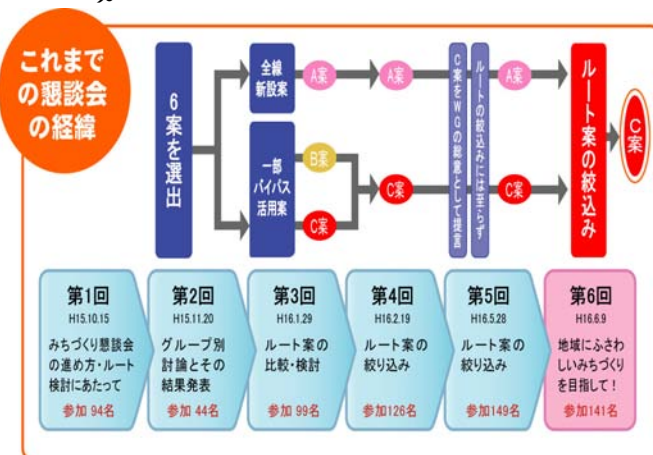 これまで
の懇談会
の経緯
6案を選出
全線
新設案
一部
バイパス
活用案
A案
B案
C案
A案
C案
C案をWGの総意として提言
ルートの絞込みには至らず
A案
C案
ルート案の絞込み
C案
第1回
H15.10.15
みちづくり懇談会
の進め方・ルート
検討にあたって
参加 94名
第2回
H15.11.20
グループ別
討論とその
結果発表
参加 44名
第3回
H16.1.29
ルート案の
比較・検討
参加 99名
第4回
H16.2.19
ルート案の
絞り込み
参加126名
第5回
H16.5.28
ルート案の
絞り込み
参加149名
第6回
H16.6.9
地域にふさわ
しいみちづくり
を目指して！
参加141名